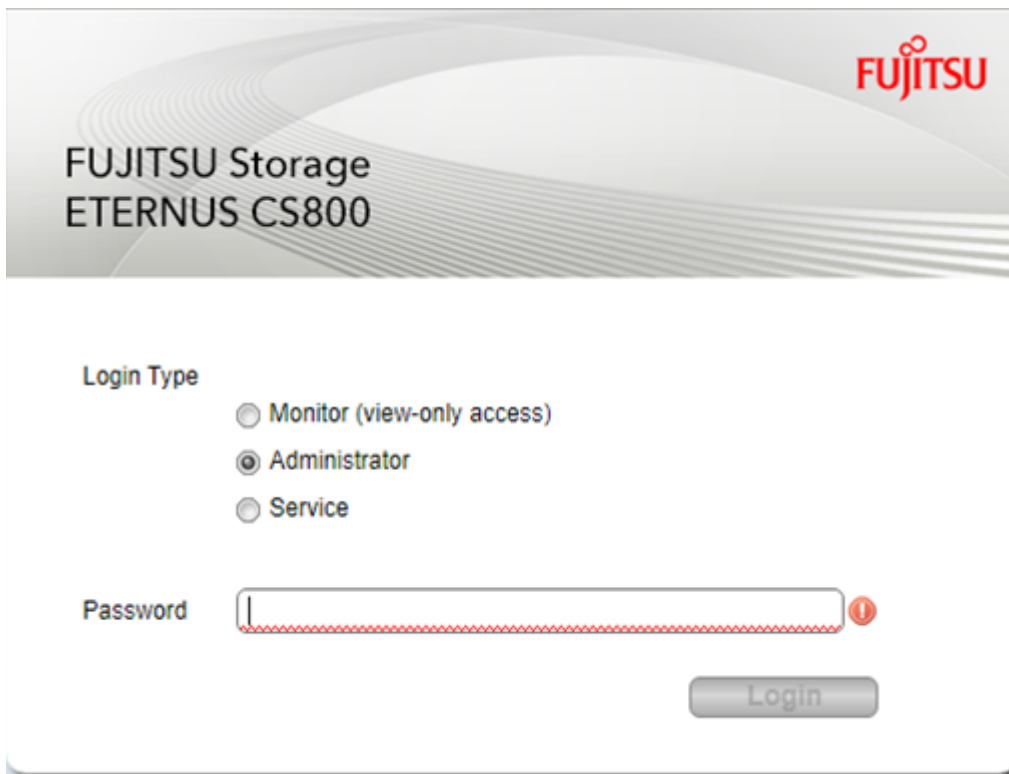 FUJITSU
FUJITSU Storage
ETERNUS CS800
Login Type
Monitor (view-only access)
Administrator
Service
Password
Login